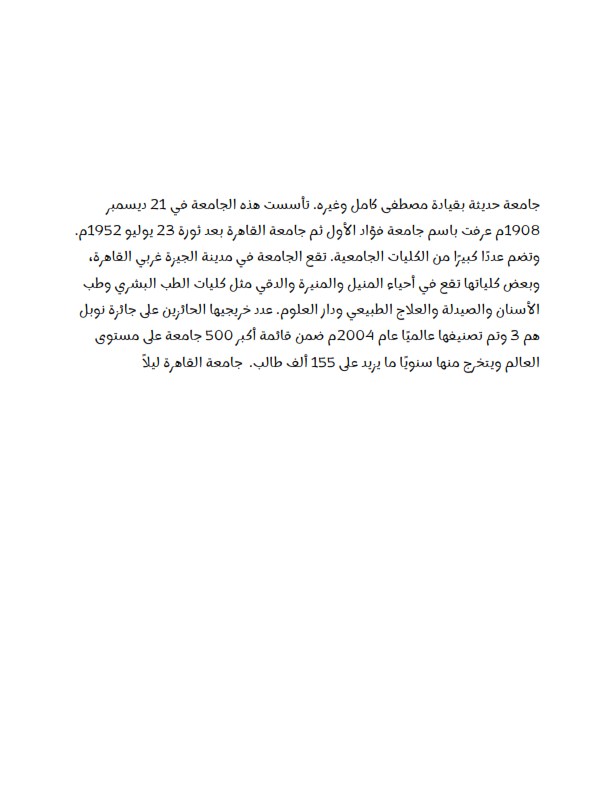 جامعة حديثة بقيادة مصطفى كامل وغيره. تأسست هذه الجامعة في 21 ديسمبر
1908م عرفت باسم جامعة فؤاد الأول ثم جامعة القاهرة بعد ثورة 23 يوليو 1952م.
وتضم عددًا كبيرًا من الكليات الجامعية. تقع الجامعة في مدينة الجيزة غربي القاهرة،
وبعض كلياتها تقع في أحياء المنيل والمنيرة والدقي مثل كليات الطب البشري وطب
الأسنان والصيدلة والعلاج الطبيعي ودار العلوم. عدد خريجيها الحائزين على جائزة نوبل
هم 3 وتم تصنيفها عالميًا عام 2004م ضمن قائمة أكبر 500 جامعة على مستوى
العالم ويتخرج منها سنويًا ما يزيد على 155 ألف طالب. جامعة القاهرة ليلاً